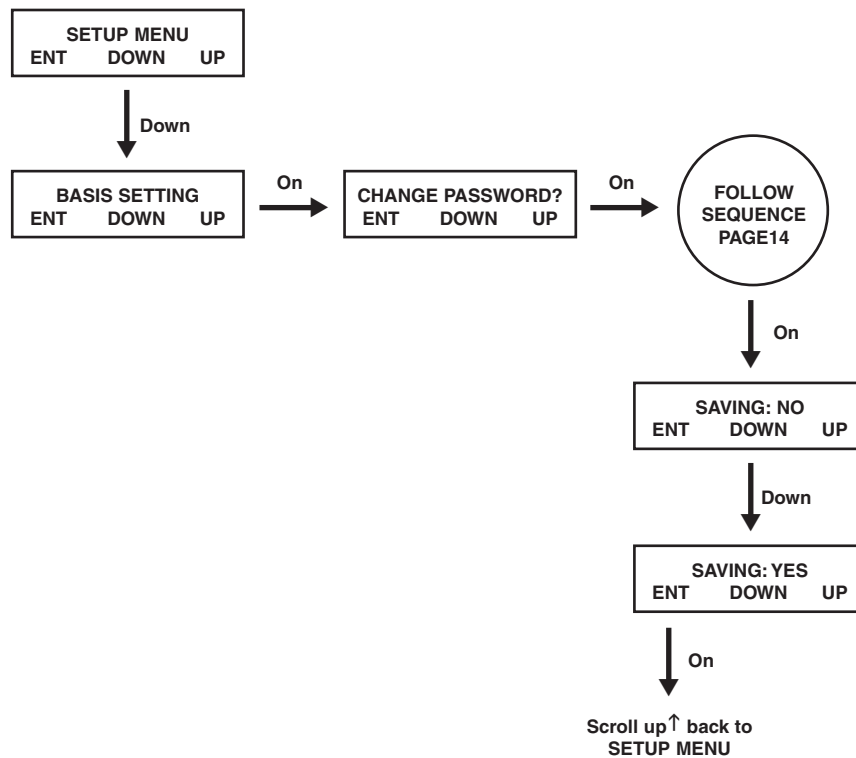 SETUP MENU
ENT DOWN UP
Down
BASIS SETTING
ENT DOWN UP
On
CHANGE PASSWORD?
ENT DOWN UP
On
FOLLOW
SEQUENCE
PAGE14
On
SAVING: NO
ENT DOWN UP
Down
SAVING: YES
ENT DOWN UP
On
Scroll up↑ back to
SETUP MENU